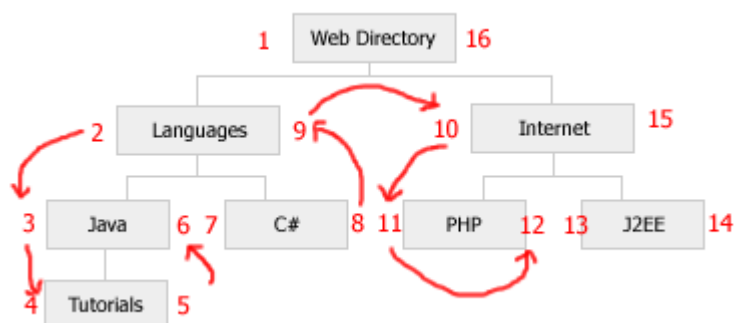 1 Web Directory 16
2 Languages 9 10 Internet 15
3 Java 6 7 C# 8 11 PHP 12 13 J2EE 14
4 Tutorials 5